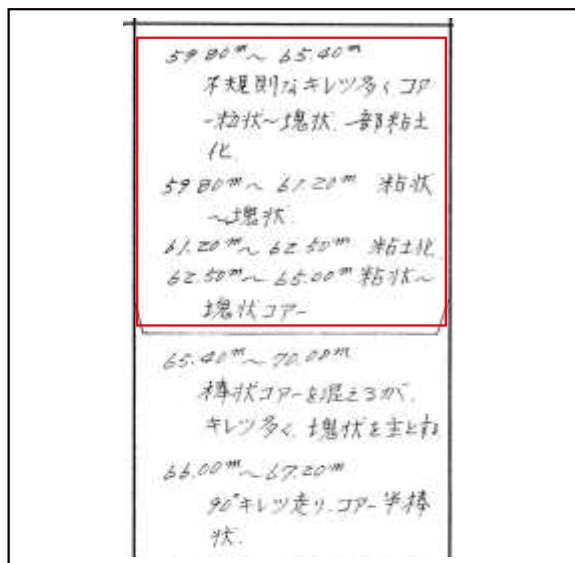 59.80m～65.40m
不規則なキレツ多くコア
ー粒状～塊状.一部粘土
化.
59.80m～61.20m 粘状
～塊状.
61.20m～62.50m 粘土化.
62.50m～65.00m 粘状～
塊状コアー
65.40m～70.00m
棒状コアーを混えるが.
キレツ多く.塊状を主とする
66.00m～67.20m
90°キレツ走り.コアー半棒
状.